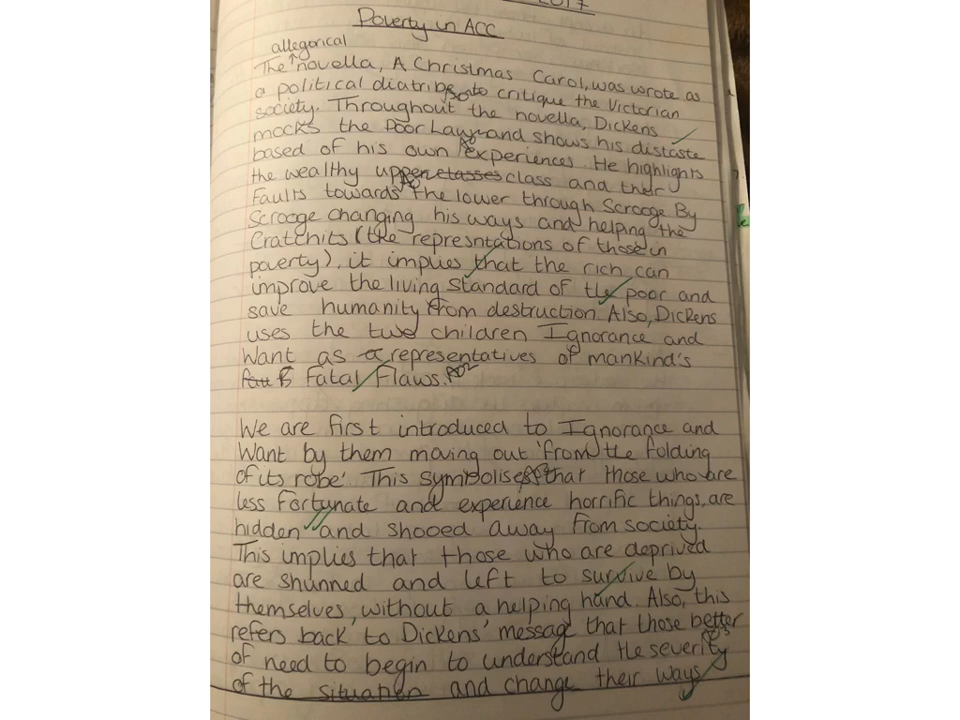 2017
Poverty in ACC
allegorical
The novella, A Christmas Carol, was wrote as
a political diatribe to critique the Victorian
society. Throughout the novella, Dickens
mocks the Poor Law and shows his distaste
based of his own experiences. He highlights
the wealthy upper classes class and their
faults towards the lower through Scrooge By
Scrooge changing his ways and helping the
Cratchits (the represntations of those in
poverty), it implies that the rich can
improve the living standard of the poor and
save humanity from destruction. Also, Dickens
uses the two children Ignorance and
Want as a representatives of mankind's
Fatal Flaws. AO2
We are first introduced to Ignorance and
Want by them moving out 'from the folding
of its robe'. This symbolises that those who are
less fortunate and experience horrific things, are
hidden and shooed away from society.
This implies that those who are deprived
are shunned and left to survive by
themselves, without a helping hand. Also, this
refers back to Dickens' message that those better
of need to begin to understand the severity
of the situation and change their ways